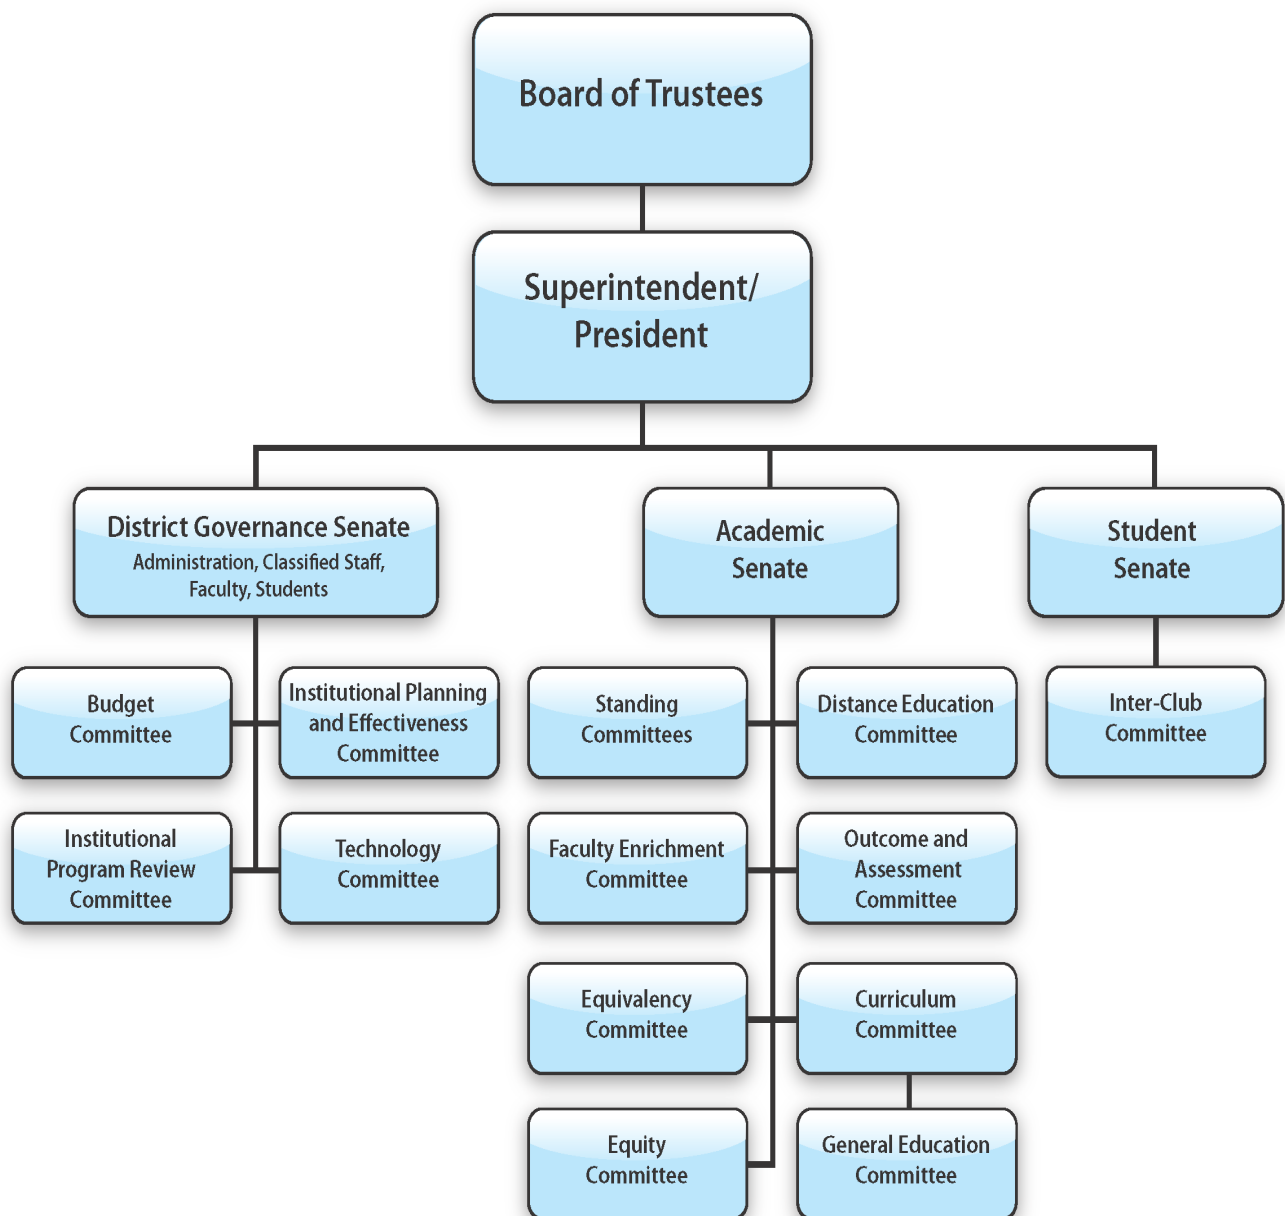 Board of Trustees
Superintendent/
President
District Governance Senate
Administration, Classified Staff,
Faculty, Students
Academic
Senate
Student
Senate
Budget
Committee
Institutional Planning
and Effectiveness
Committee
Standing
Committees
Distance Education
Committee
Inter-Club
Committee
Institutional
Program Review
Committee
Technology
Committee
Faculty Enrichment
Committee
Outcome and
Assessment
Committee
Equivalency
Committee
Curriculum
Committee
Equity
Committee
General Education
Committee